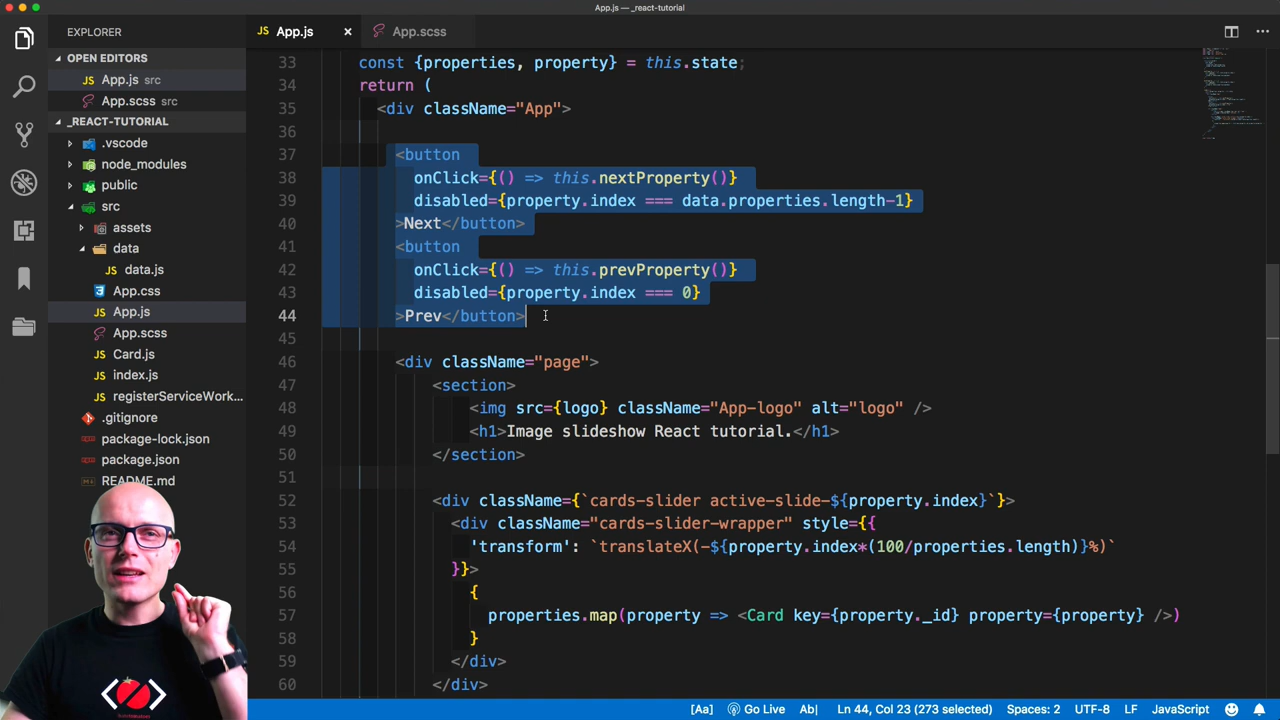 App.js — _react-tutorial
EXPLORER
OPEN EDITORS
App.js src
App.scss src
_REACT-TUTORIAL
.vscode
node_modules
public
src
assets
data
data.js
App.css
App.js
App.scss
Card.js
index.js
registerServiceWork...
.gitignore
package-lock.json
package.json
README.md
App.js
App.scss
33 const {properties, property} = this.state;
34 return (
35 <div className="App">
36
37 <button
38 onClick={() => this.nextProperty()}
39 disabled={property.index === data.properties.length-1}
40 >Next</button>
41 <button
42 onClick={() => this.prevProperty()}
43 disabled={property.index === 0}
44 >Prev</button>
45
46 <div className="page">
47 <section>
48 <img src={logo} className="App-logo" alt="logo" />
49 <h1>Image slideshow React tutorial.</h1>
50 </section>
51
52 <div className={`cards-slider active-slide-${property.index}`}>
53 <div className="cards-slider-wrapper" style={{
54 'transform': `translateX(-${property.index*(100/properties.length)}%)`
55 }}>
56 {
57 properties.map(property => <Card key={property._id} property={property} />)
58 }
59 </div>
60 </div>
[Aa] Go Live Ab| Ln 44, Col 23 (273 selected) Spaces: 2 UTF-8 LF JavaScript